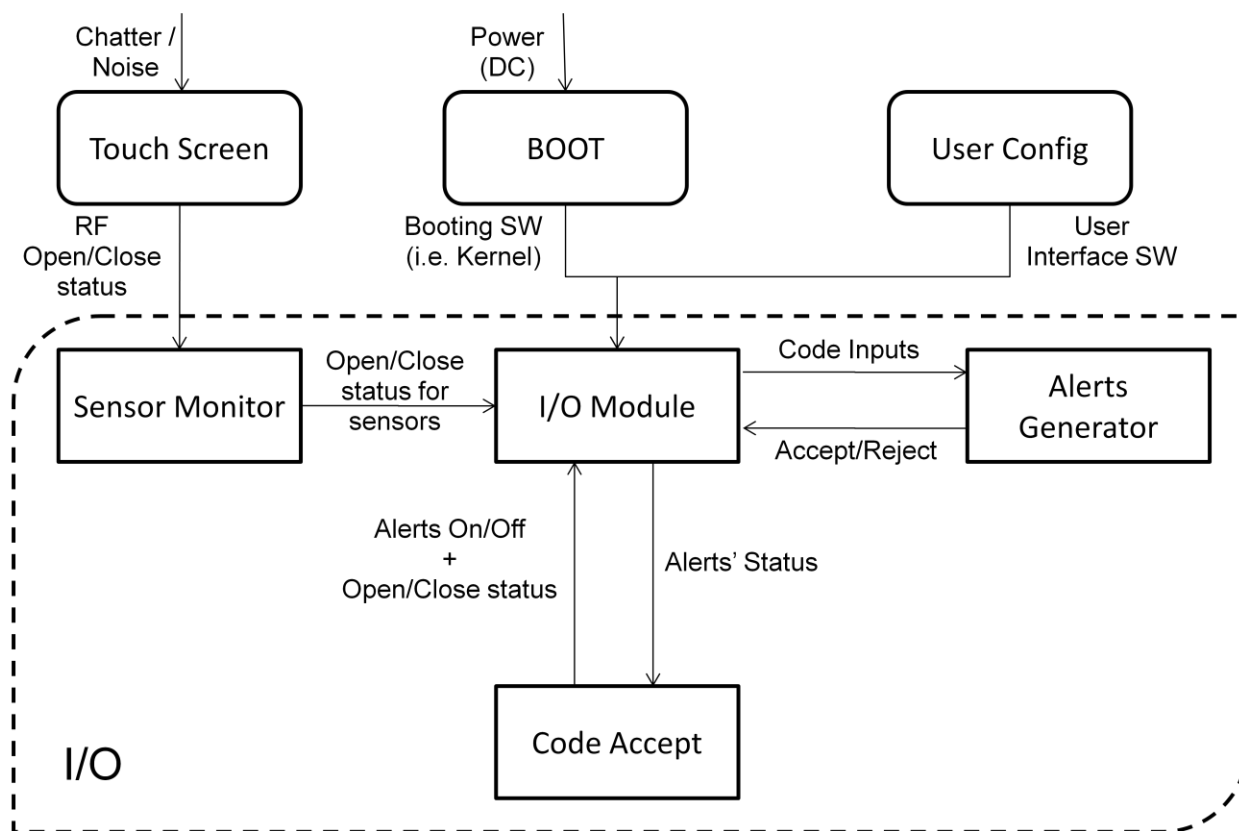 Chatter /
Noise
Power
(DC)
Touch Screen
BOOT
User Config
RF
Open/Close
status
Booting SW
(i.e. Kernel)
User
Interface SW
Sensor Monitor
Open/Close
status for
sensors
I/O Module
Code Inputs
Accept/Reject
Alerts
Generator
Alerts On/Off
+
Open/Close status
Alerts' Status
Code Accept
I/O